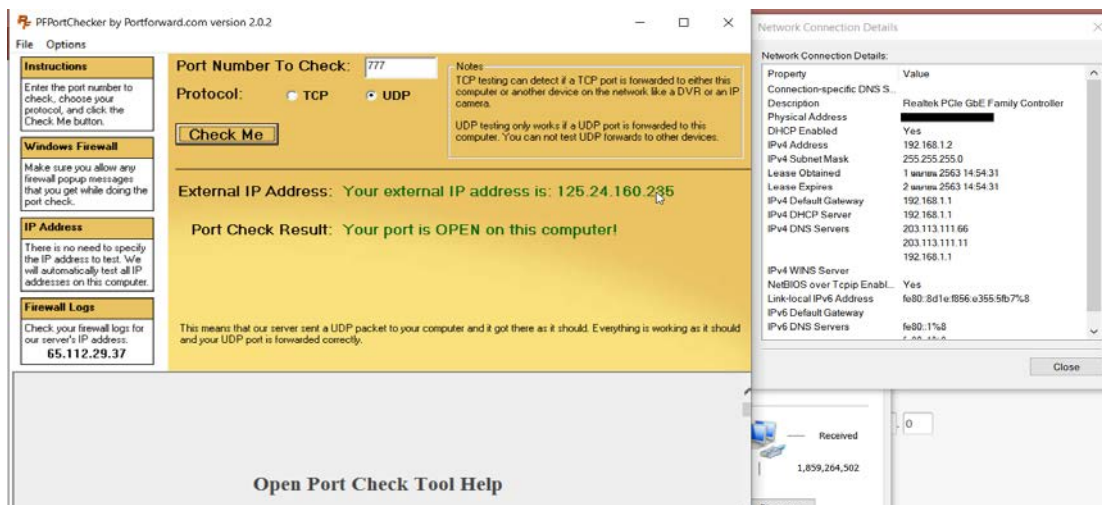 PFPortChecker by Portforward.com version 2.0.2
File Options
Instructions
Enter the port number to
check, choose your
protocol, and click the
Check Me button.
Windows Firewall
Make sure you allow any
firewall popup messages
that you get while doing the
port check.
IP Address
There is no need to specify
the IP address to test. We
will automatically test all IP
addresses on this computer.
Firewall Logs
Check your firewall logs for
our server's IP address.
65.112.29.37
Port Number To Check: 777
Protocol: TCP UDP
Check Me
Notes
TCP testing can detect if a TCP port is forwarded to either this
computer or another device on the network like a DVR or an IP
camera.
UDP testing only works if a UDP port is forwarded to this
computer. You can not test UDP forwards to other devices.
External IP Address: Your external IP address is: 125.24.160.235
Port Check Result: Your port is OPEN on this computer!
This means that our server sent a UDP packet to your computer and it got there as it should. Everything is working as it should
and your UDP port is forwarded correctly.
Open Port Check Tool Help
Network Connection Details
Network Connection Details:
Property Value
Connection-specific DNS S...
Description Realtek PCIe GbE Family Controller
Physical Address
DHCP Enabled Yes
IPv4 Address 192.168.1.2
IPv4 Subnet Mask 255.255.255.0
Lease Obtained 1 2563 14:54:31
Lease Expires 2 2563 14:54:31
IPv4 Default Gateway 192.168.1.1
IPv4 DHCP Server 192.168.1.1
IPv4 DNS Servers 203.113.111.66
203.113.111.11
192.168.1.1
IPv4 WINS Server
NetBIOS over Tcpip Enabl... Yes
Link-local IPv6 Address fe80::8d1e:f856:e355:5fb7%8
IPv6 Default Gateway
IPv6 DNS Servers fe80::1%8
Close
Received
1,859,264,502
. 0